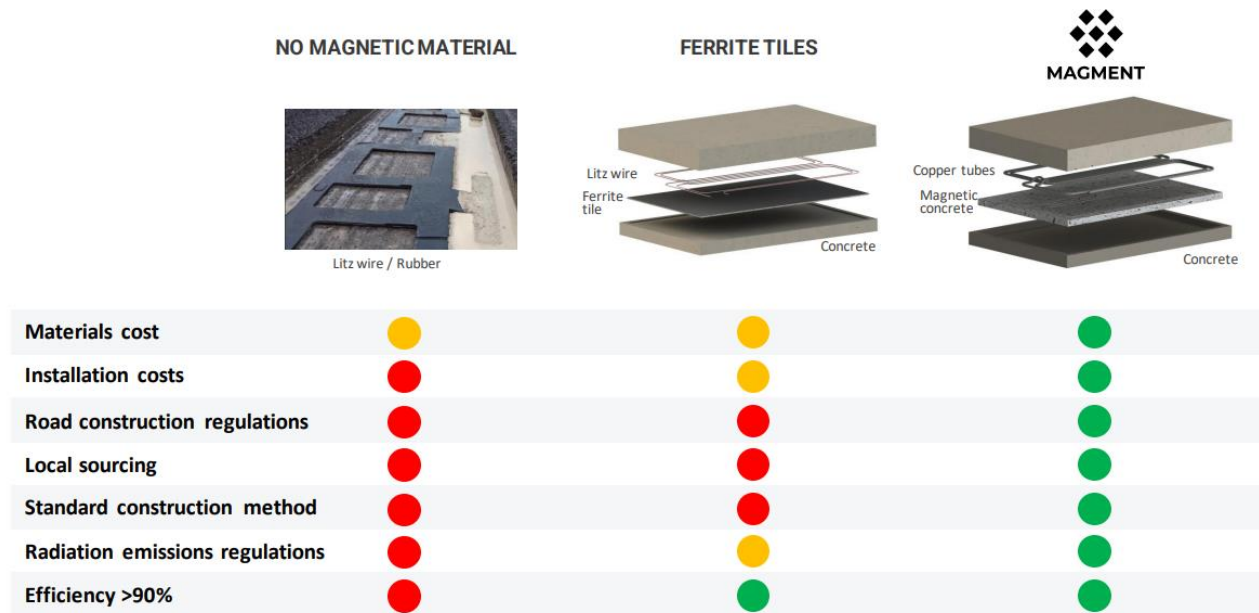 NO MAGNETIC MATERIAL
FERRITE TILES
MAGMENT
Litz wire / Rubber
Litz wire
Ferrite
tile
Concrete
Copper tubes
Magnetic
concrete
Concrete
Materials cost
Installation costs
Road construction regulations
Local sourcing
Standard construction method
Radiation emissions regulations
Efficiency >90%